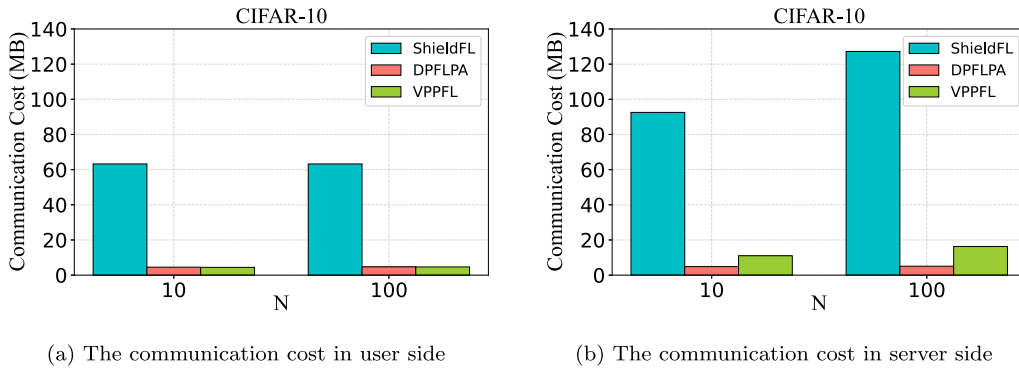 CIFAR-10
Communication Cost (MB)
140
120
100
80
60
40
20
0
ShieldFL
DPFLPA
VPPFL
10
100
N
(a) The communication cost in user side
CIFAR-10
Communication Cost (MB)
140
120
100
80
60
40
20
0
ShieldFL
DPFLPA
VPPFL
10
100
N
(b) The communication cost in server side